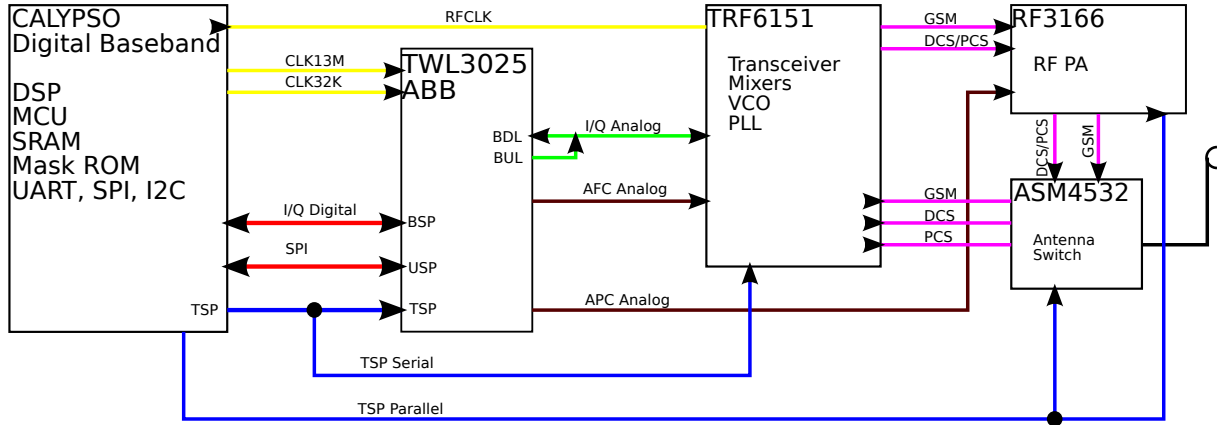 CALYPSO
Digital Baseband
DSP
MCU
SRAM
Mask ROM
UART, SPI, I2C
TSP
RFCLK
CLK13M
CLK32K
I/Q Digital
SPI
TSP Serial
TSP Parallel
TWL3025
ABB
BDL
BUL
BSP
USP
TSP
I/Q Analog
AFC Analog
APC Analog
TRF6151
Transceiver
Mixers
VCO
PLL
GSM
DCS/PCS
GSM
DCS
PCS
RF3166
RF PA
DCS/PCS
GSM
ASM4532
Antenna
Switch